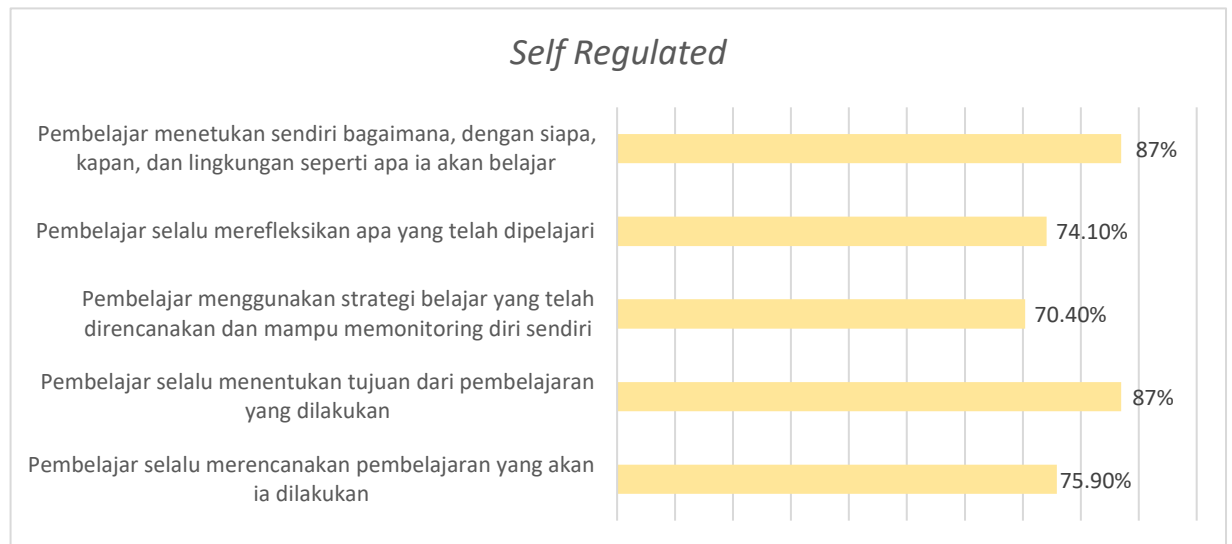 Self Regulated
Pembelajar menetukan sendiri bagaimana, dengan siapa,
kapan, dan lingkungan seperti apa ia akan belajar
87%
Pembelajar selalu merefleksikan apa yang telah dipelajari
74.10%
Pembelajar menggunakan strategi belajar yang telah
direncanakan dan mampu memonitoring diri sendiri
70.40%
Pembelajar selalu menentukan tujuan dari pembelajaran
yang dilakukan
87%
Pembelajar selalu merencanakan pembelajaran yang akan
ia dilakukan
75.90%